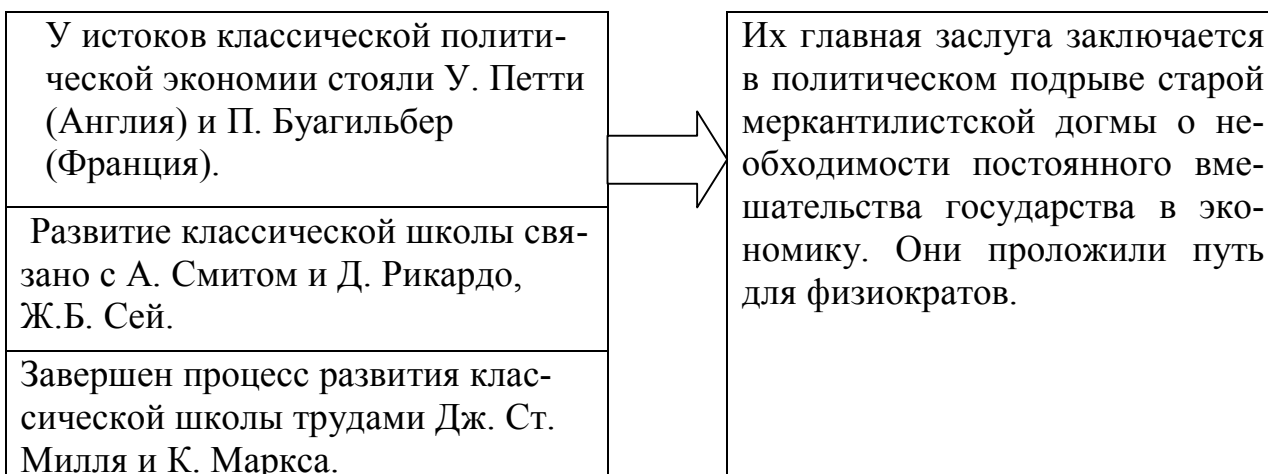 У истоков классической полити-
ческой экономии стояли У. Петти
(Англия) и П. Буагильбер
(Франция).
Развитие классической школы свя-
зано с А. Смитом и Д. Рикардо,
Ж.Б. Сей.
Завершен процесс развития клас-
сической школы трудами Дж. Ст.
Милля и К. Маркса.
Их главная заслуга заключается
в политическом подрыве старой
меркантилистской догмы о не-
обходимости постоянного вме-
шательства государства в эко-
номику. Они проложили путь
для физиократов.